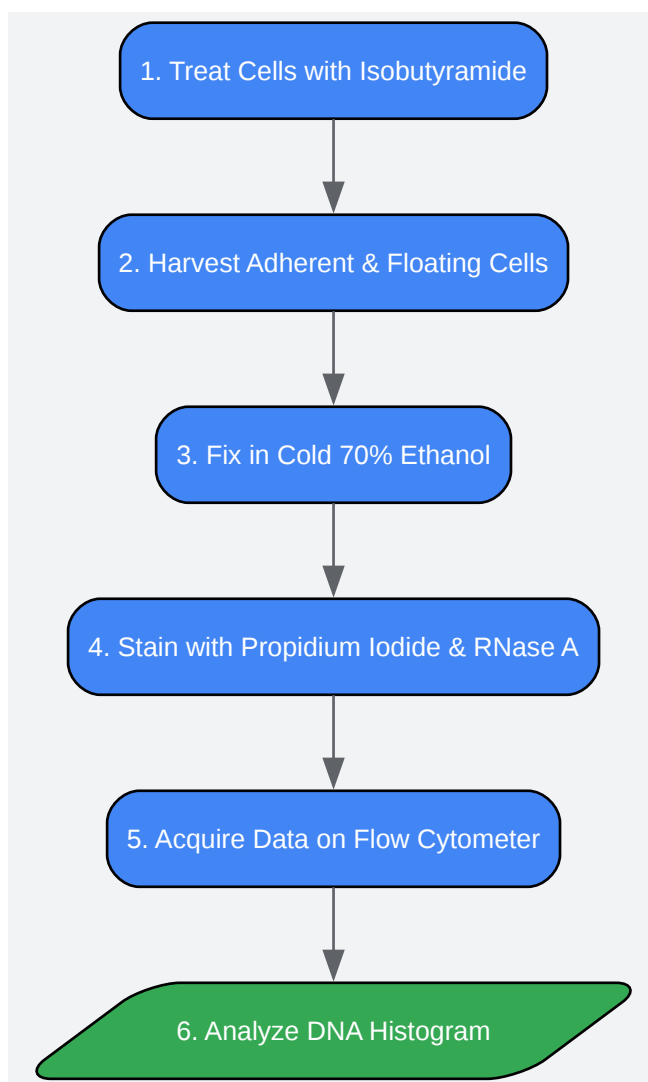 1. Treat Cells with Isobutyramide
2. Harvest Adherent & Floating Cells
3. Fix in Cold 70% Ethanol
4. Stain with Propidium Iodide & RNase A
5. Acquire Data on Flow Cytometer
6. Analyze DNA Histogram